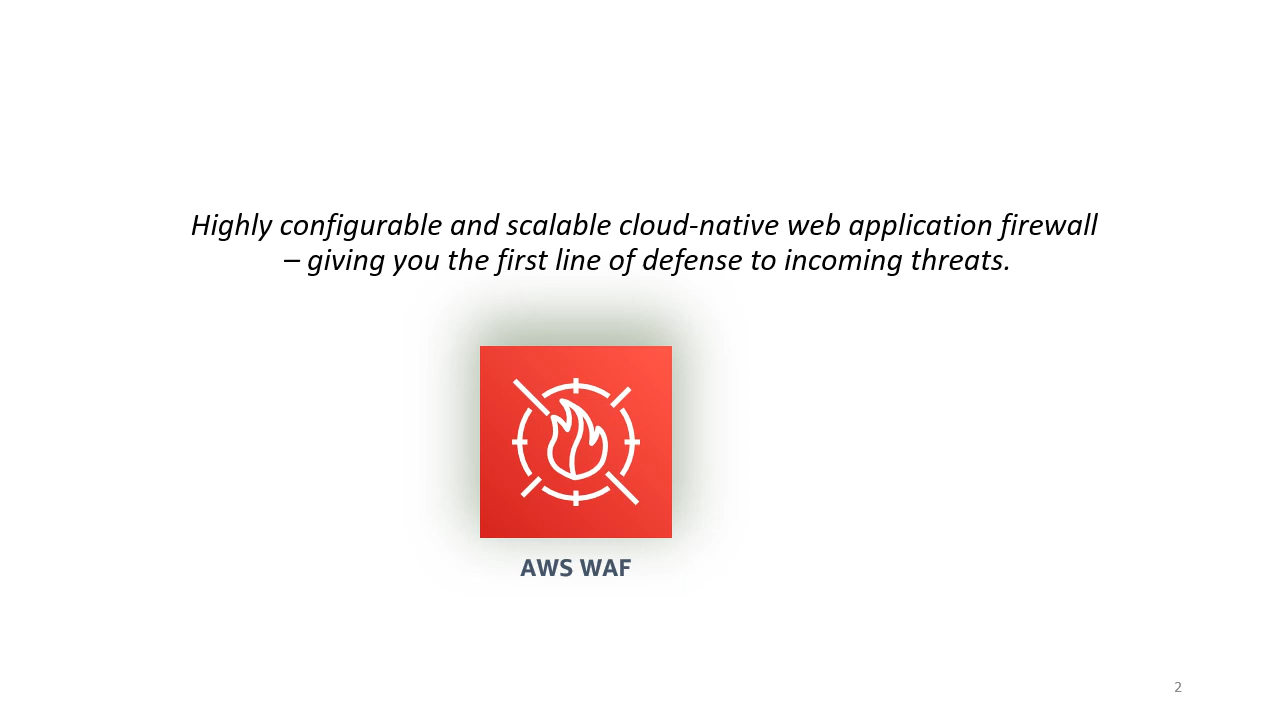 Highly configurable and scalable cloud-native web application firewall
– giving you the first line of defense to incoming threats.
AWS WAF
2